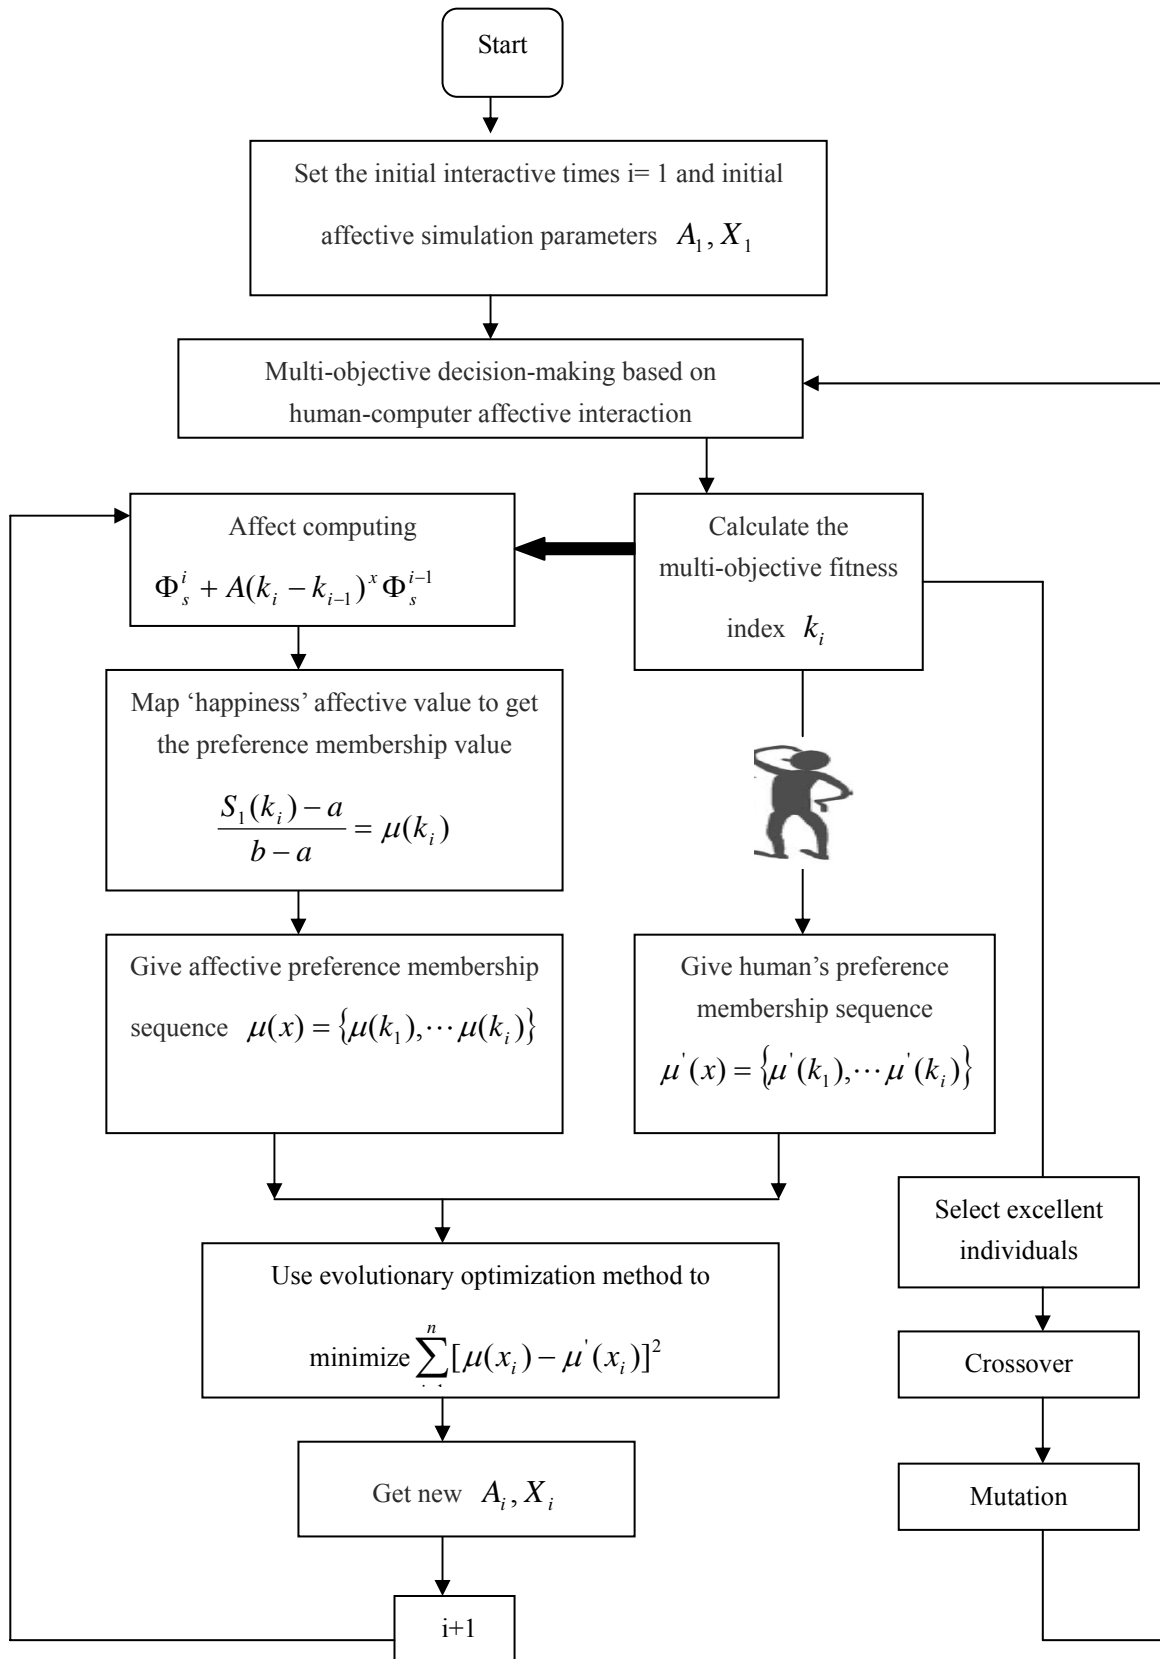 Start
Set the initial interactive times i= 1 and initial
affective simulation parameters A₁, X₁
Multi-objective decision-making based on
human-computer affective interaction
Affect computing
Φₛⁱ + A(kᵢ − kᵢ₋₁)ˣ Φₛⁱ⁻¹
Calculate the
multi-objective fitness
index kᵢ
Map ‘happiness’ affective value to get
the preference membership value
S₁(kᵢ) − a
b − a
= μ(kᵢ)
Give affective preference membership
sequence μ(x) = {μ(k₁),⋯ μ(kᵢ)}
Give human’s preference
membership sequence
μ'(x) = {μ'(k₁),⋯ μ'(kᵢ)}
Use evolutionary optimization method to
n
minimize ∑ [μ(xᵢ) − μ'(xᵢ)]²
Get new Aᵢ, Xᵢ
i+1
Select excellent
individuals
Crossover
Mutation